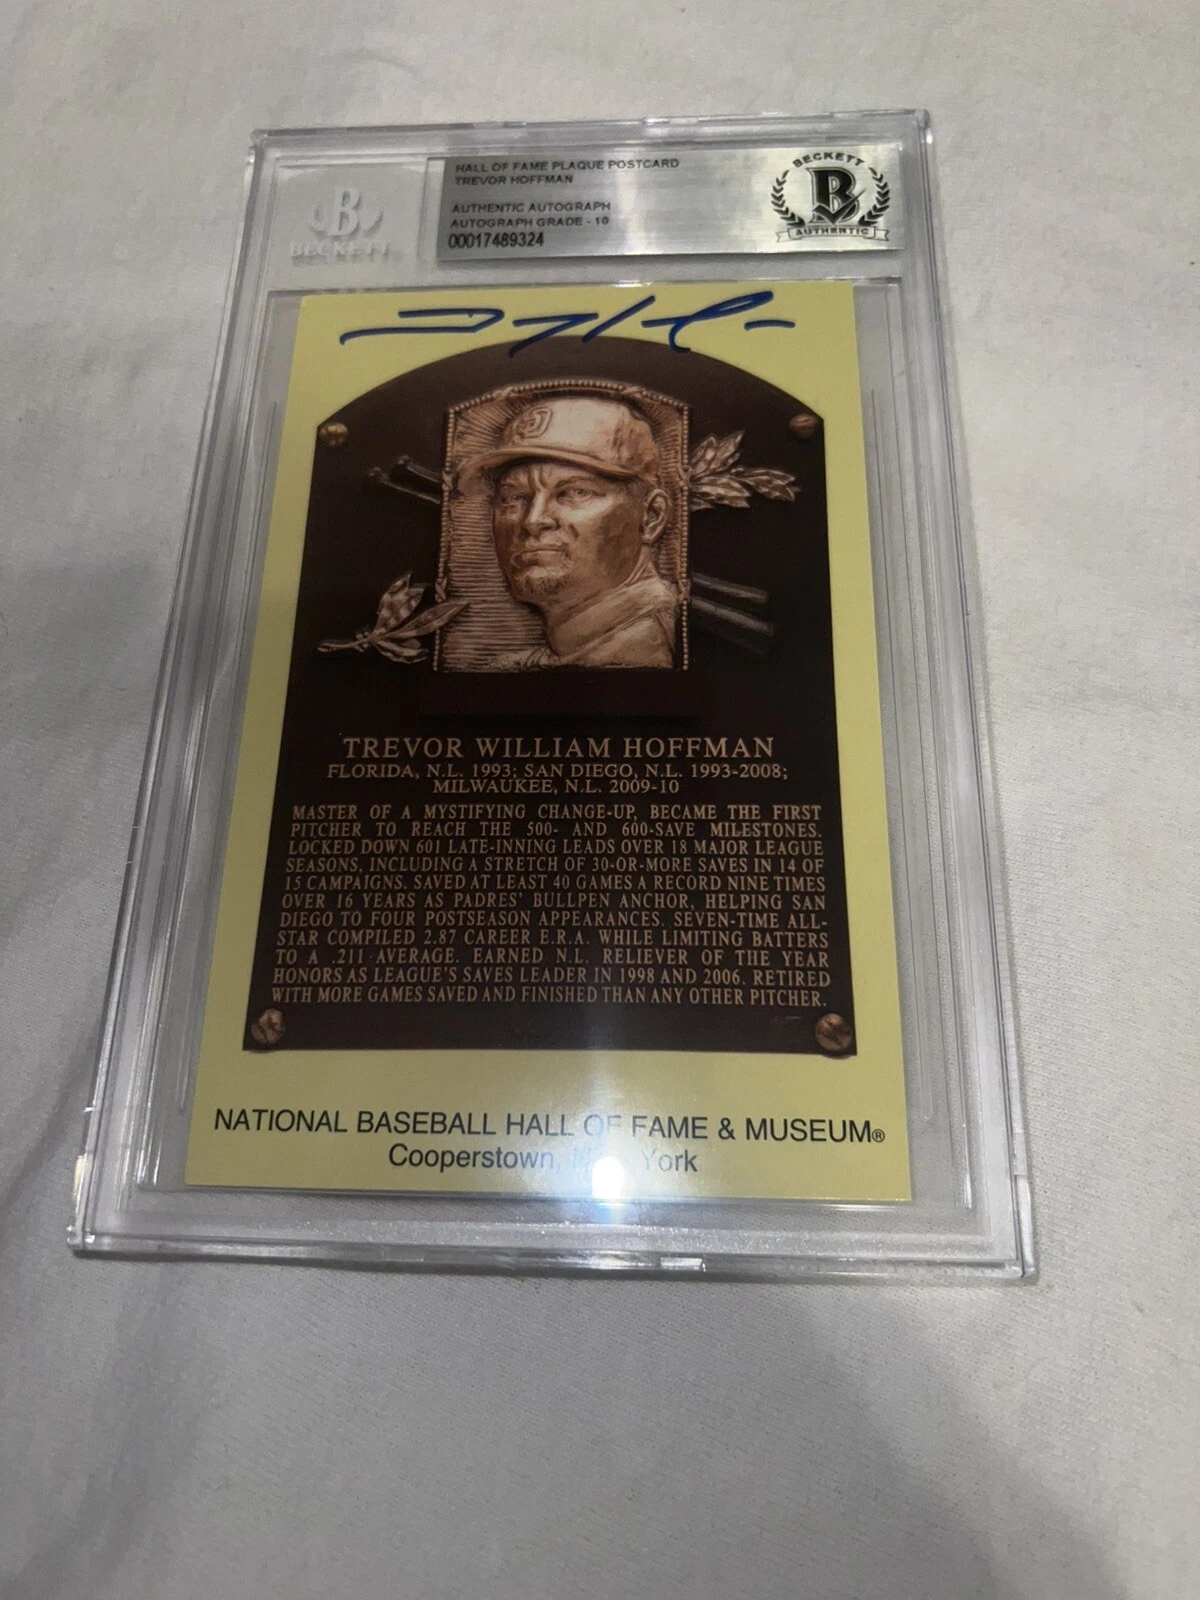 HALL OF FAME PLAQUE POSTCARD
TREVOR HOFFMAN
AUTHENTIC AUTOGRAPH
AUTOGRAPH GRADE - 10
00017489324
BECKETT
B
AUTHENTIC
B
BECKETT
SD
TREVOR WILLIAM HOFFMAN
FLORIDA, N.L. 1993; SAN DIEGO, N.L. 1993-2008;
MILWAUKEE, N.L. 2009-10
MASTER OF A MYSTIFYING CHANGE-UP, BECAME THE FIRST
PITCHER TO REACH THE 500- AND 600-SAVE MILESTONES.
LOCKED DOWN 601 LATE-INNING LEADS OVER 18 MAJOR LEAGUE
SEASONS, INCLUDING A STRETCH OF 30-OR-MORE SAVES IN 14 OF
15 CAMPAIGNS. SAVED AT LEAST 40 GAMES A RECORD NINE TIMES
OVER 16 YEARS AS PADRES' BULLPEN ANCHOR, HELPING SAN
DIEGO TO FOUR POSTSEASON APPEARANCES. SEVEN-TIME ALL-
STAR COMPILED 2.87 CAREER E.R.A. WHILE LIMITING BATTERS
TO A .211 AVERAGE. EARNED N.L. RELIEVER OF THE YEAR
HONORS AS LEAGUE'S SAVES LEADER IN 1998 AND 2006. RETIRED
WITH MORE GAMES SAVED AND FINISHED THAN ANY OTHER PITCHER.
NATIONAL BASEBALL HALL OF FAME & MUSEUM®
Cooperstown, York